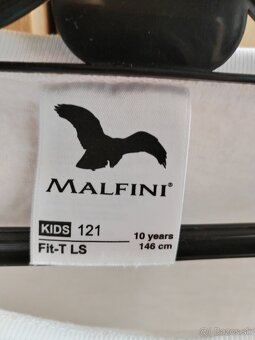 MALFINI®
KIDS 121
10 years
Fit-T LS
146 cm